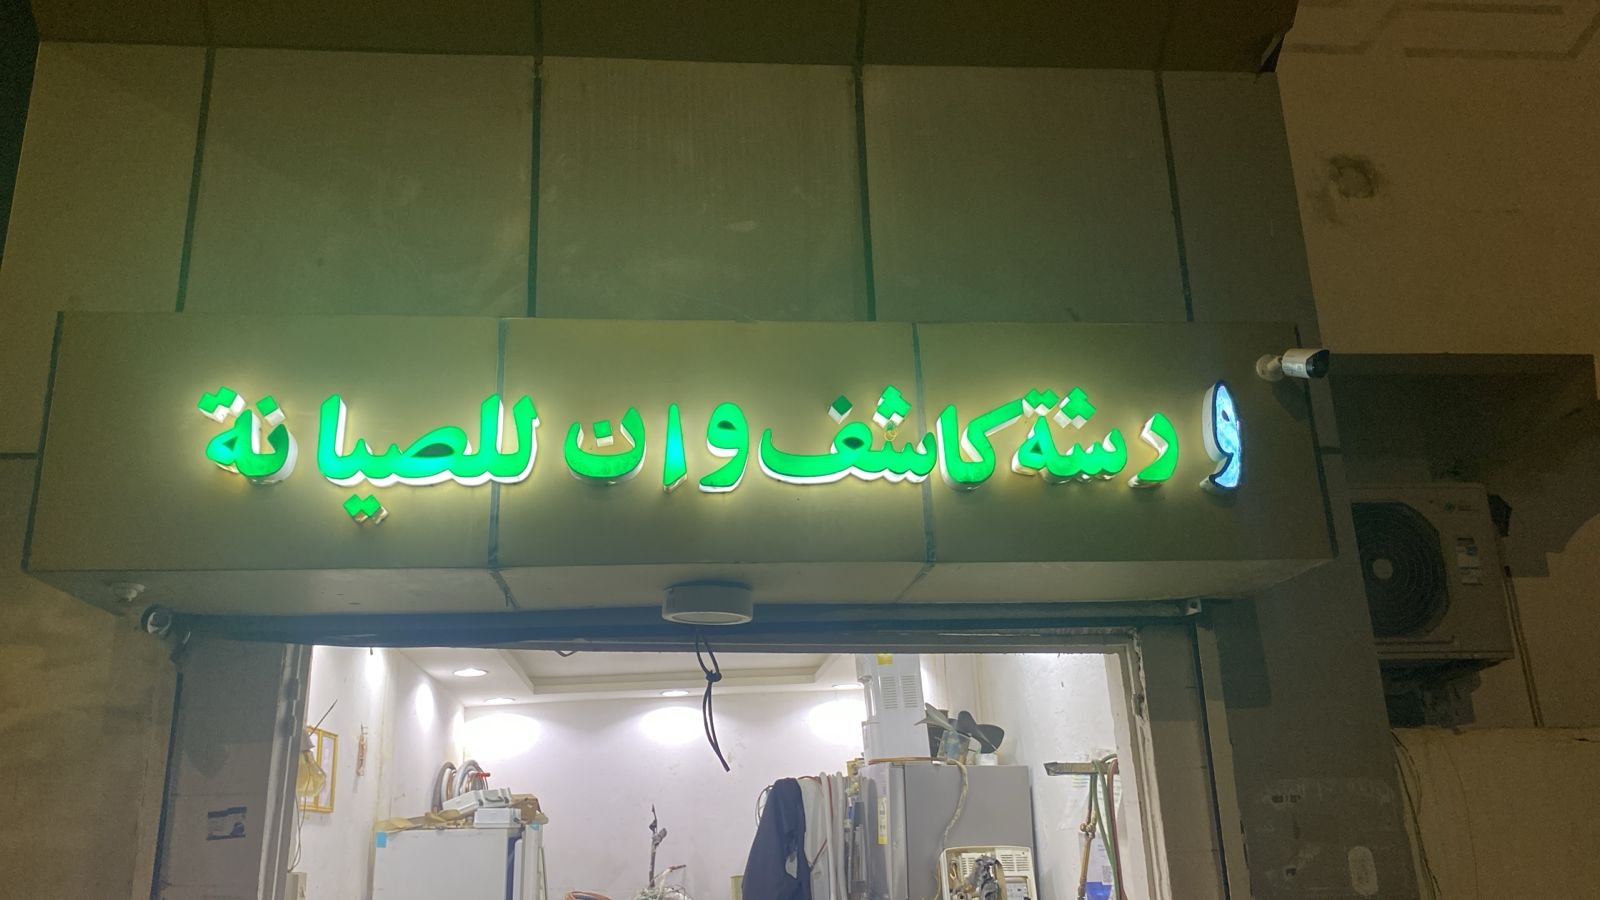 ورشة كاشف وان للصيانة